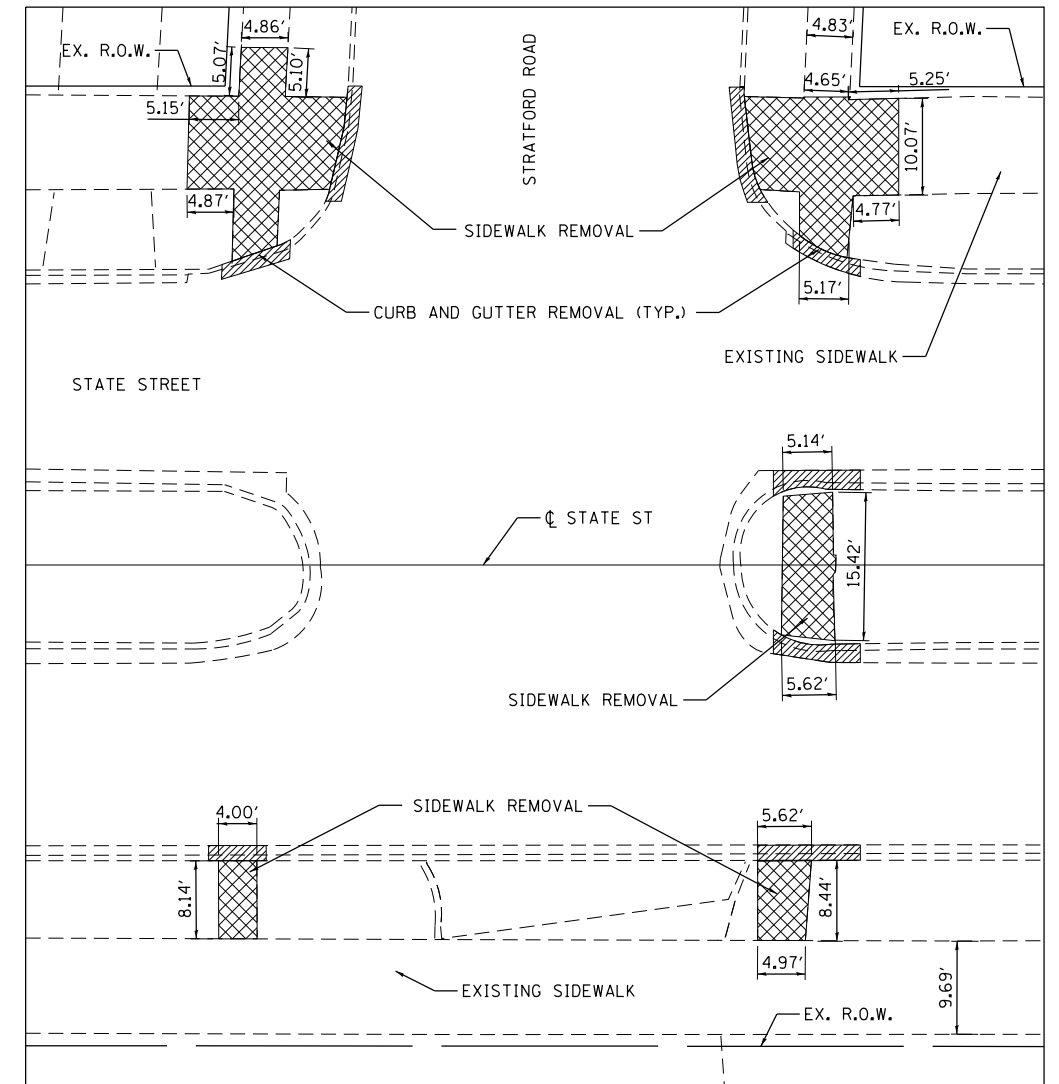 4.86'
4.83'
EX. R.O.W.
EX. R.O.W.
5.07'
5.10'
STRATFORD ROAD
4.65'
5.25'
5.15'
10.07'
4.87'
4.77'
SIDEWALK REMOVAL
5.17'
CURB AND GUTTER REMOVAL (TYP.)
EXISTING SIDEWALK
STATE STREET
5.14'
℄ STATE ST
15.42'
5.62'
SIDEWALK REMOVAL
SIDEWALK REMOVAL
4.00'
5.62'
8.14'
8.44'
4.97'
9.69'
EXISTING SIDEWALK
EX. R.O.W.